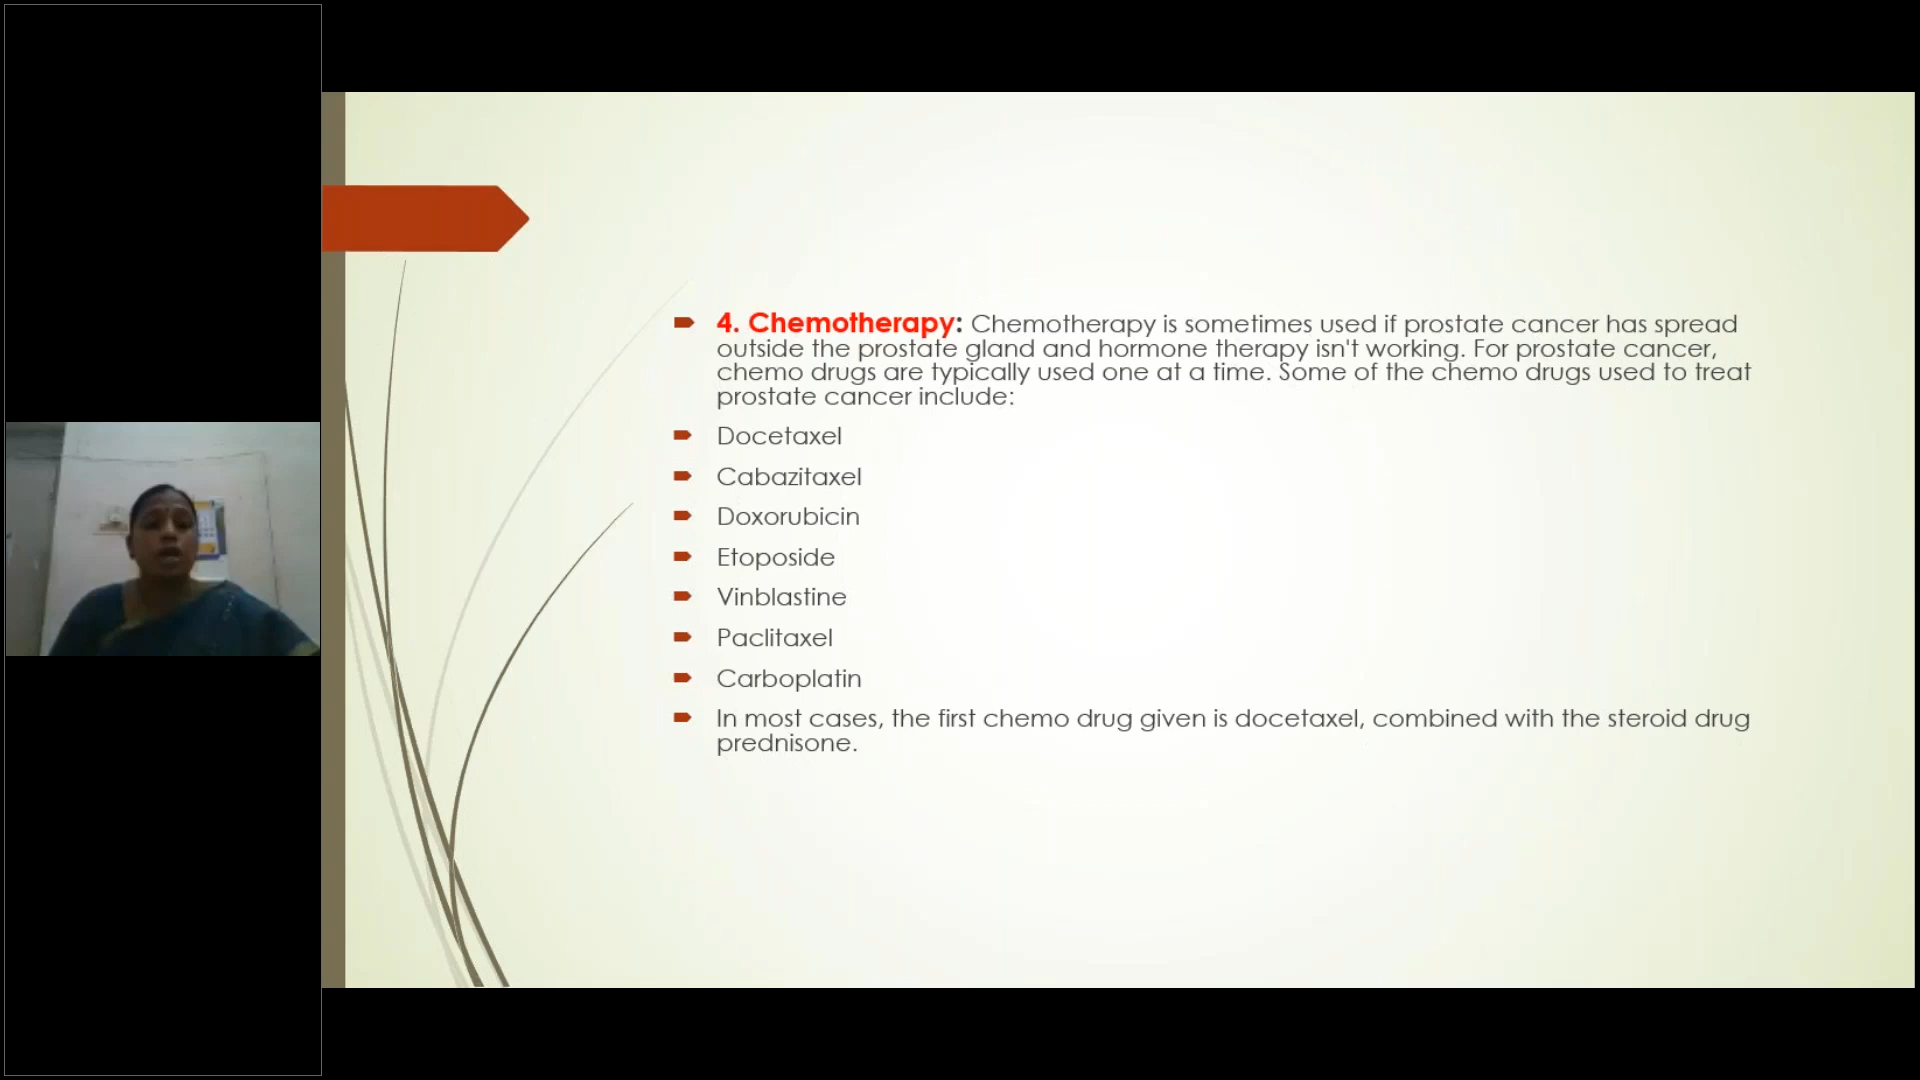 4. Chemotherapy: Chemotherapy is sometimes used if prostate cancer has spread
outside the prostate gland and hormone therapy isn't working. For prostate cancer,
chemo drugs are typically used one at a time. Some of the chemo drugs used to treat
prostate cancer include:
Docetaxel
Cabazitaxel
Doxorubicin
Etoposide
Vinblastine
Paclitaxel
Carboplatin
In most cases, the first chemo drug given is docetaxel, combined with the steroid drug
prednisone.